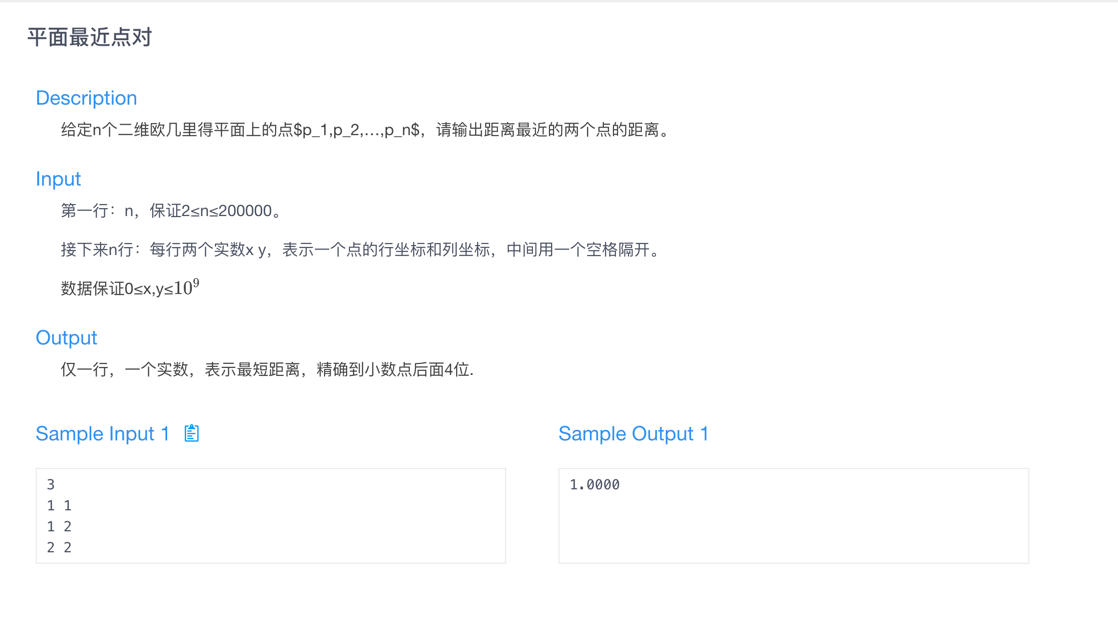 平面最近点对
Description
给定n个二维欧几里得平面上的点$p_1,p_2,…,p_n$，请输出距离最近的两个点的距离。
Input
第一行：n，保证2≤n≤200000。
接下来n行：每行两个实数x y，表示一个点的行坐标和列坐标，中间用一个空格隔开。
数据保证0≤x,y≤10⁹
Output
仅一行，一个实数，表示最短距离，精确到小数点后面4位.
Sample Input 1
3
1 1
1 2
2 2
Sample Output 1
1.0000